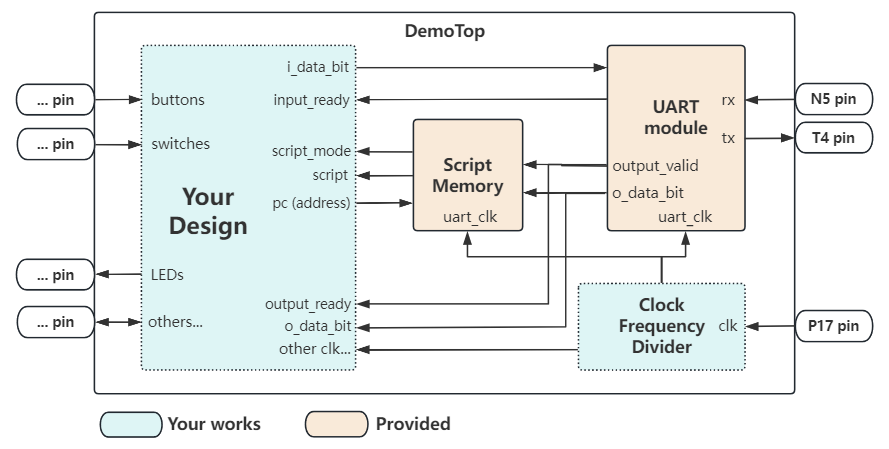 DemoTop
i_data_bit
... pin
buttons
input_ready
UART
module
rx
N5 pin
... pin
switches
tx
T4 pin
script_mode
script
Script
Memory
output_valid
Your
Design
pc (address)
o_data_bit
uart_clk
uart_clk
... pin
LEDs
output_ready
Clock
Frequency
Divider
clk
P17 pin
... pin
others...
o_data_bit
other clk...
Your works
Provided